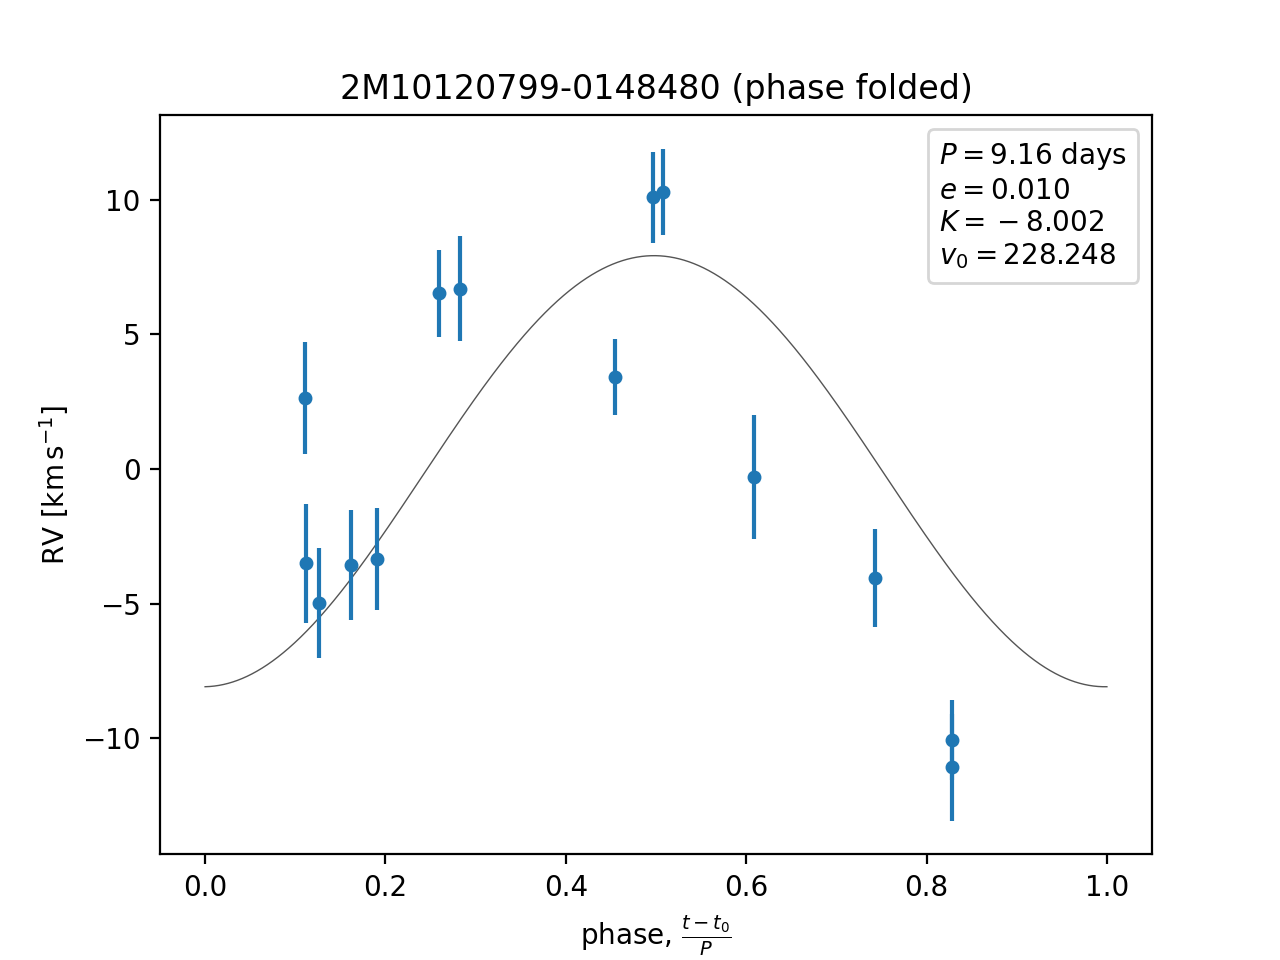 2M10120799-0148480 (phase folded)
P = 9.16 days
e = 0.010
K = −8.002
v₀ = 228.248
10
5
0
−5
−10
RV [km s⁻¹]
0.0 0.2 0.4 0.6 0.8 1.0
phase, (t − t₀)/P